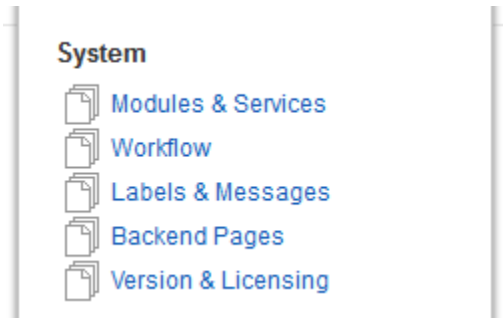 System
Modules & Services
Workflow
Labels & Messages
Backend Pages
Version & Licensing